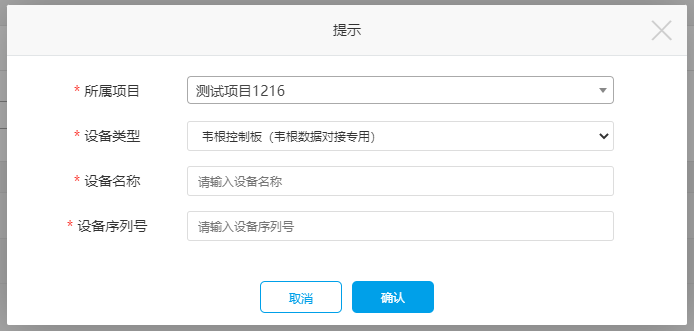 提示
* 所属项目 测试项目1216
* 设备类型 韦根控制板（韦根数据对接专用）
* 设备名称 请输入设备名称
* 设备序列号 请输入设备序列号
取消 确认